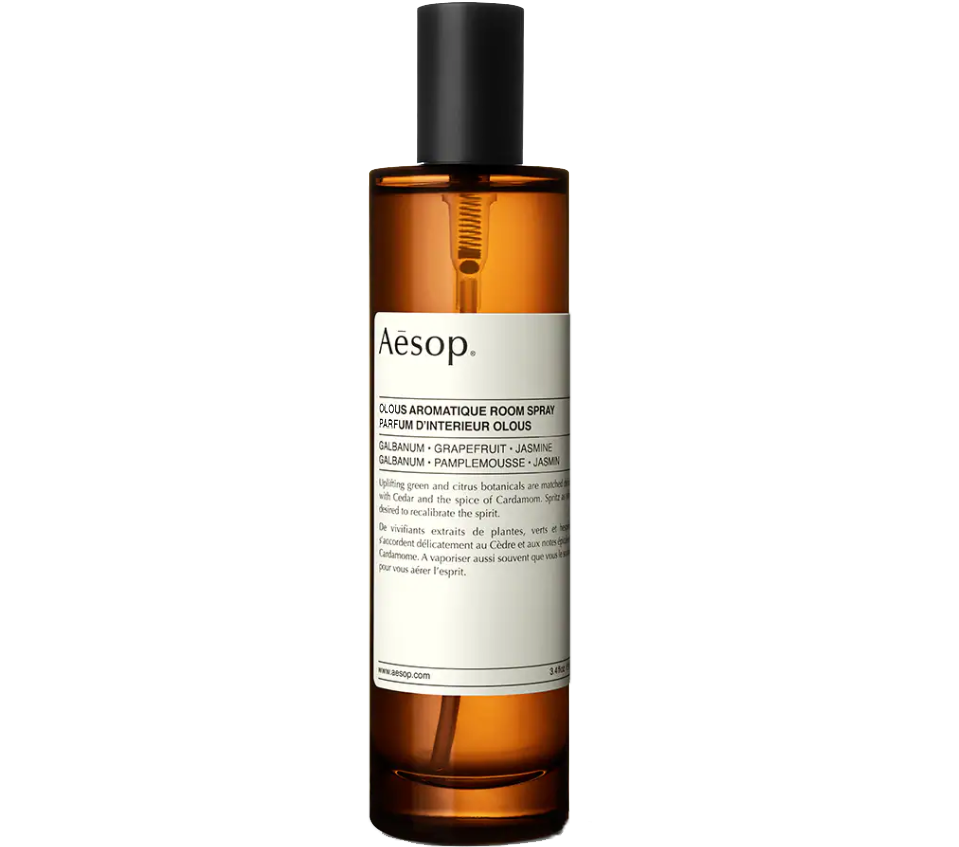 Aēsop®
OLOUS AROMATIQUE ROOM SPRAY
PARFUM D'INTERIEUR OLOUS
GALBANUM • GRAPEFRUIT • JASMINE
GALBANUM • PAMPLEMOUSSE • JASMIN
Uplifting green and citrus botanicals are matched
with Cedar and the spice of Cardamom. Spritz as
desired to recalibrate the spirit.
De vivifiants extraits de plantes, verts et
s'accordent délicatement au Cèdre et aux notes
Cardamome. A vaporiser aussi souvent que vous le
pour vous aérer l'esprit.
www.aesop.com
3.4 fl oz